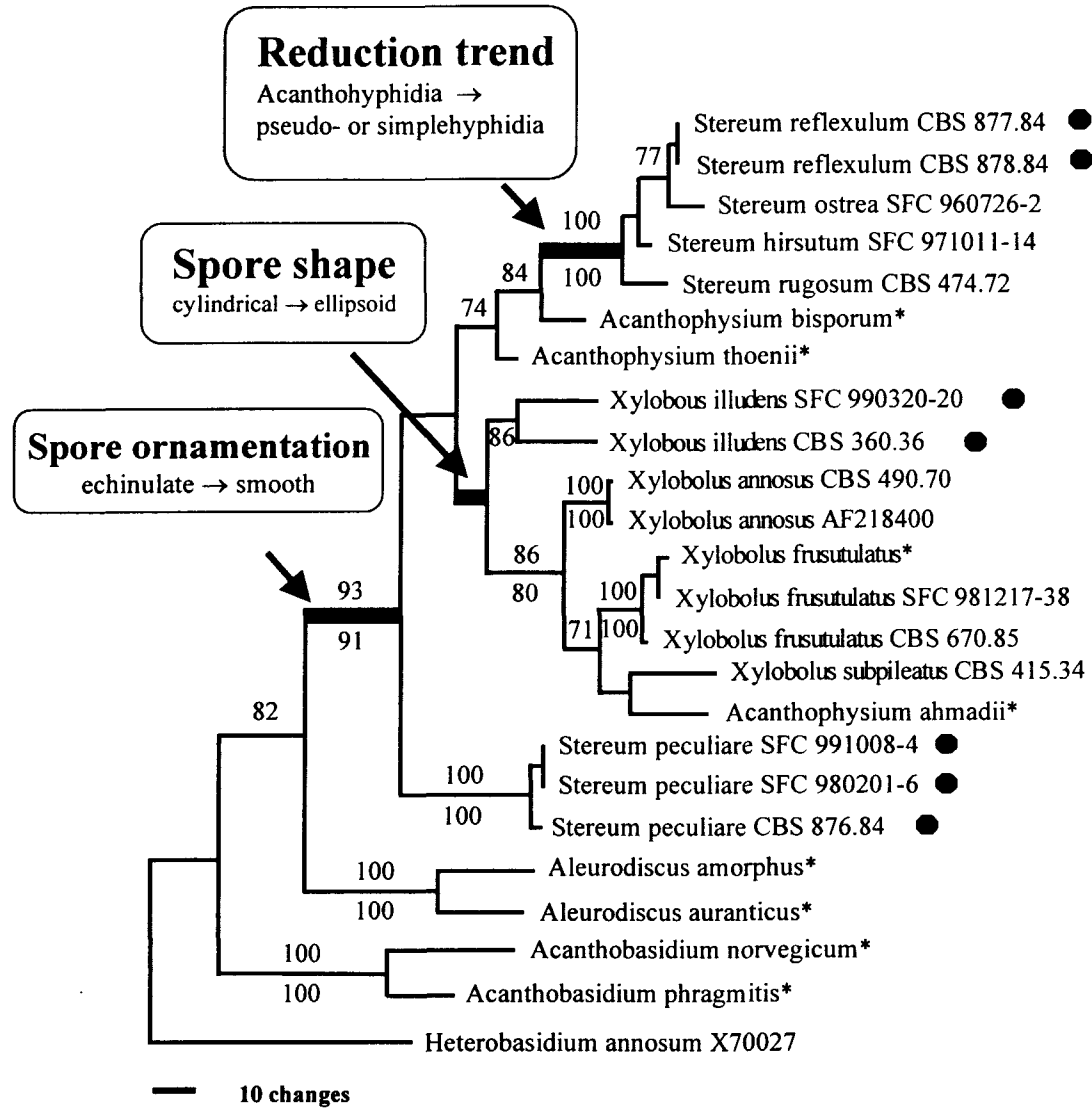 Reduction trend
Acanthohyphidia →
pseudo- or simplehyphidia
Spore shape
cylindrical → ellipsoid
Spore ornamentation
echinulate → smooth
Stereum reflexulum CBS 877.84
77
Stereum reflexulum CBS 878.84
Stereum ostrea SFC 960726-2
100
Stereum hirsutum SFC 971011-14
100
84
Stereum rugosum CBS 474.72
74
Acanthophysium bisporum*
Acanthophysium thoenii*
Xylobous illudens SFC 990320-20
86
Xylobous illudens CBS 360.36
100
Xylobolus annosus CBS 490.70
100
Xylobolus annosus AF218400
86
80
Xylobolus frusutulatus*
100
Xylobolus frusutulatus SFC 981217-38
71
100
Xylobolus frusutulatus CBS 670.85
Xylobolus subpileatus CBS 415.34
Acanthophysium ahmadii*
93
91
82
Stereum peculiare SFC 991008-4
100
Stereum peculiare SFC 980201-6
100
Stereum peculiare CBS 876.84
Aleurodiscus amorphus*
100
100
Aleurodiscus auranticus*
Acanthobasidium norvegicum*
100
100
Acanthobasidium phragmitis*
Heterobasidium annosum X70027
10 changes